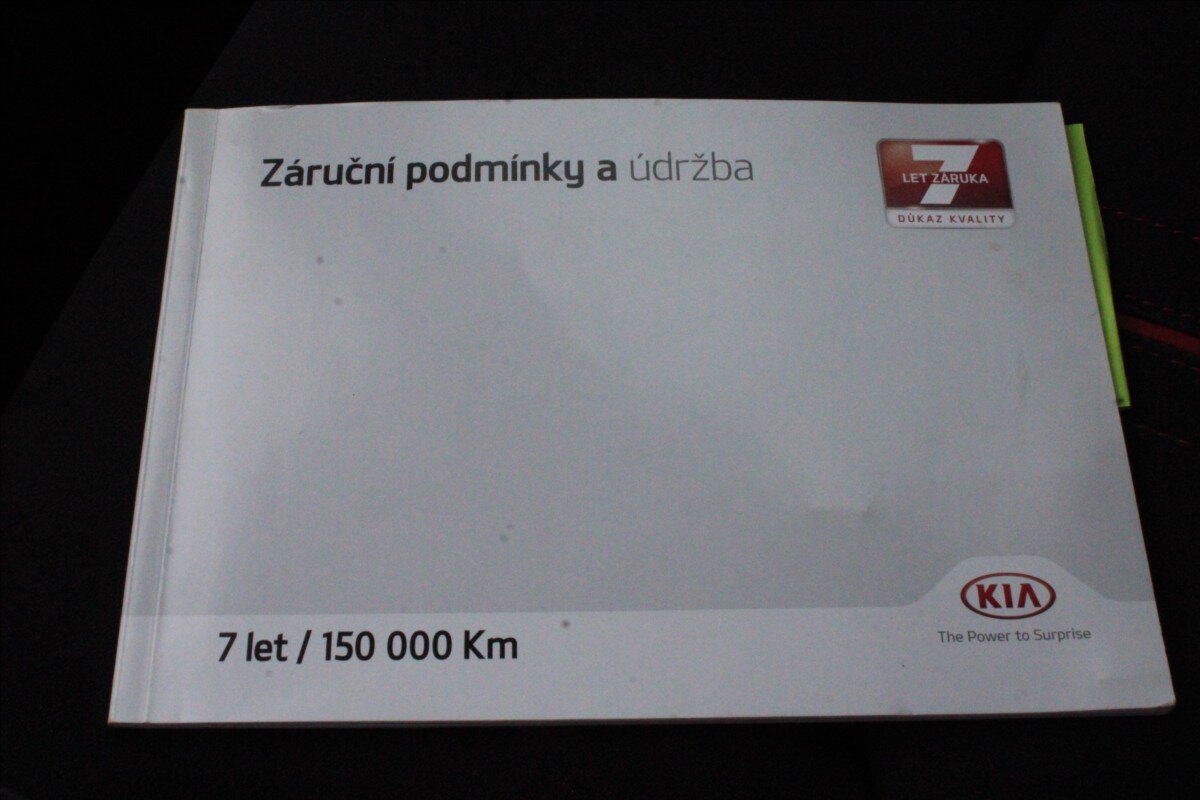 Záruční podmínky a údržba
7
LET ZÁRUKA
DŮKAZ KVALITY
7 let / 150 000 Km
KIA
The Power to Surprise